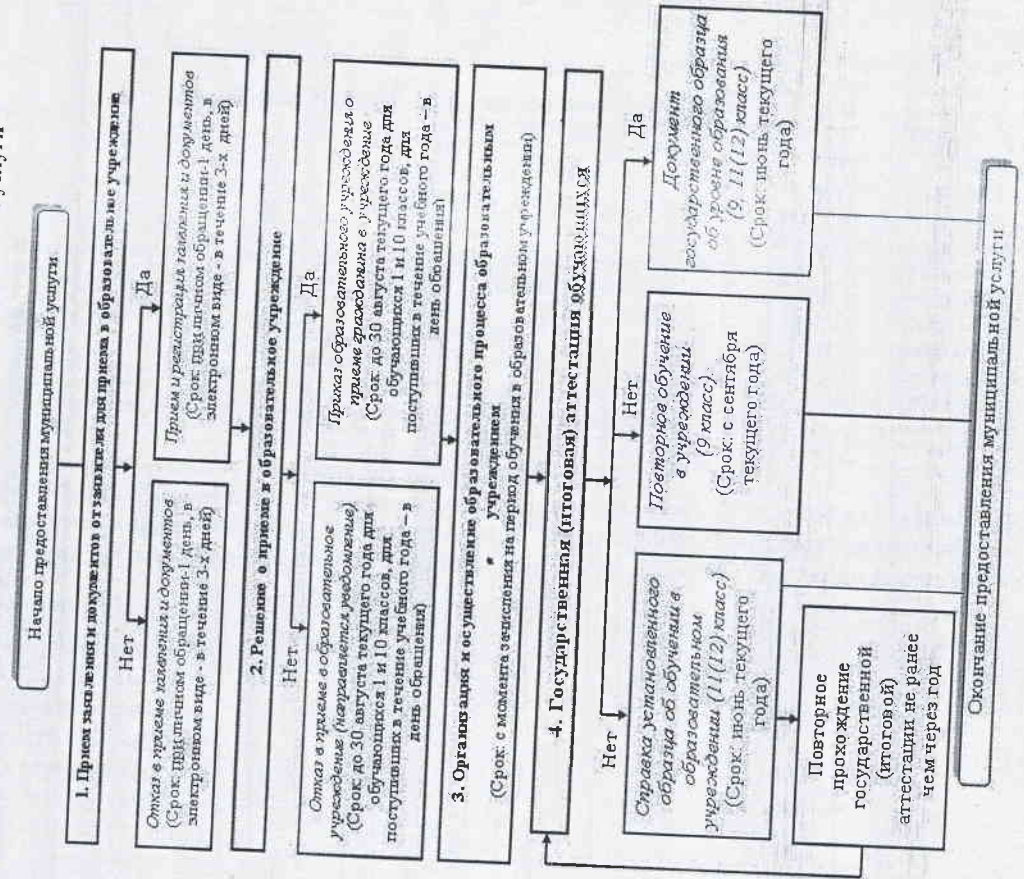 услуги
Начало предоставления муниципальной услуги.
1. Прием заявления и документов от заявителя для приема в образовательное учреждение
Нет
Да
Отказ в приеме заявления и документов
(Срок: при личном обращении-1 день, в
электронном виде - в течение 3-х дней)
Прием и регистрация заявления и документов
(Срок: при личном обращении-1 день, в
электронном виде - в течение 3-х дней)
2. Решение о приеме в образовательное учреждение
Нет
Да
Отказ в приеме в образовательное
учреждение (направляется уведомление)
(Срок: до 30 августа текущего года для
обучающихся 1 и 10 классов, для
поступивших в течение учебного года – в
день обращения)
Приказ образовательного учреждения о
приеме гражданина в учреждение
(Срок: до 30 августа текущего года для
обучающихся 1 и 10 классов, для
поступивших в течение учебного года – в
день обращения)
3. Организация и осуществление образовательного процесса образовательных
учреждением
(Срок: с момента зачисления на период обучения в образовательном учреждении)
4. Государственная (итоговая) аттестация обучающихся
Нет
Нет
Да
Справка установленного
образца об обучении в
образовательном
учреждении (11(12) класс)
(Срок: июнь текущего
года)
Повторное обучение
в учреждении
(9 класс).
(Срок: с сентября
текущего года)
Документ
государственного образца
об уровне образования
(9, 11(12) класс)
(Срок: июнь текущего
года)
Повторное
прохождение
государственной
(итоговой)
аттестации не ранее
чем через год
Окончание предоставления муниципальной услуги